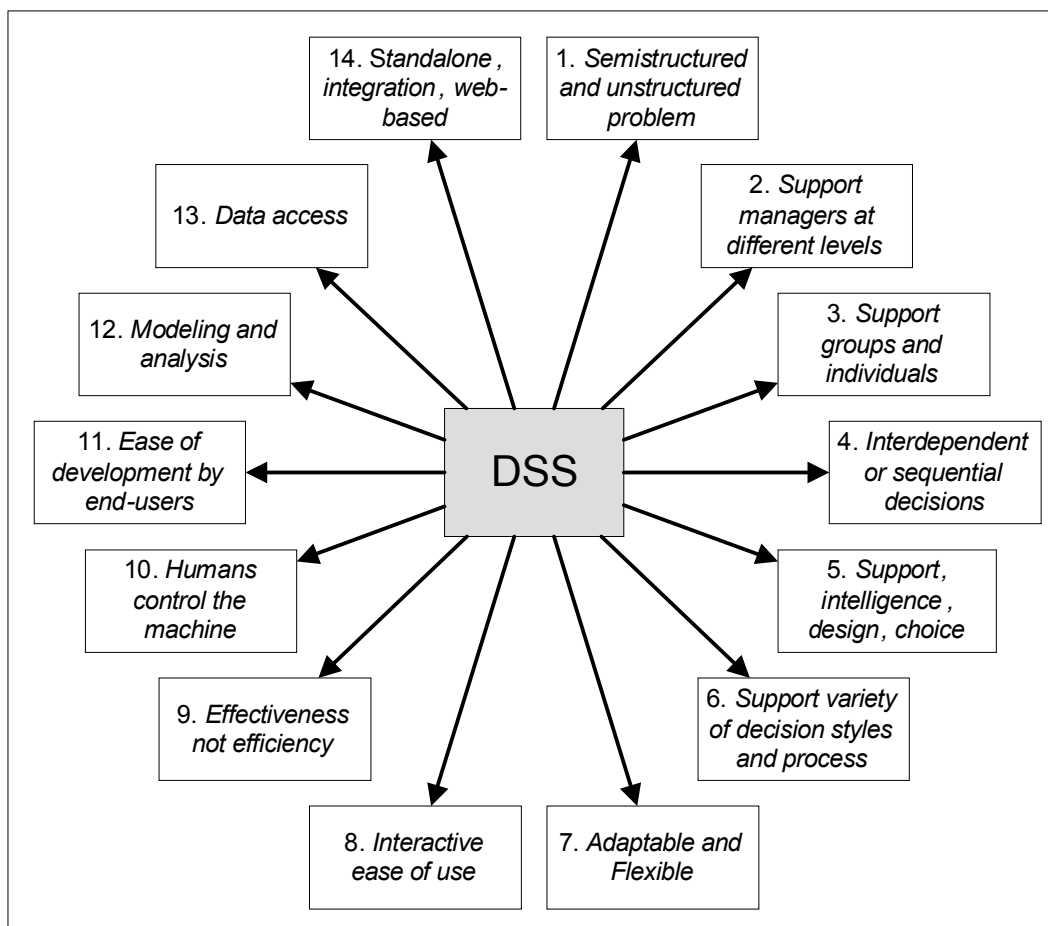 14. Standalone,
integration, web-
based
1. Semistructured
and unstructured
problem
13. Data access
2. Support
managers at
different levels
12. Modeling and
analysis
3. Support
groups and
individuals
11. Ease of
development by
end-users
DSS
4. Interdependent
or sequential
decisions
10. Humans
control the
machine
5. Support,
intelligence,
design, choice
9. Effectiveness
not efficiency
6. Support variety
of decision styles
and process
8. Interactive
ease of use
7. Adaptable and
Flexible